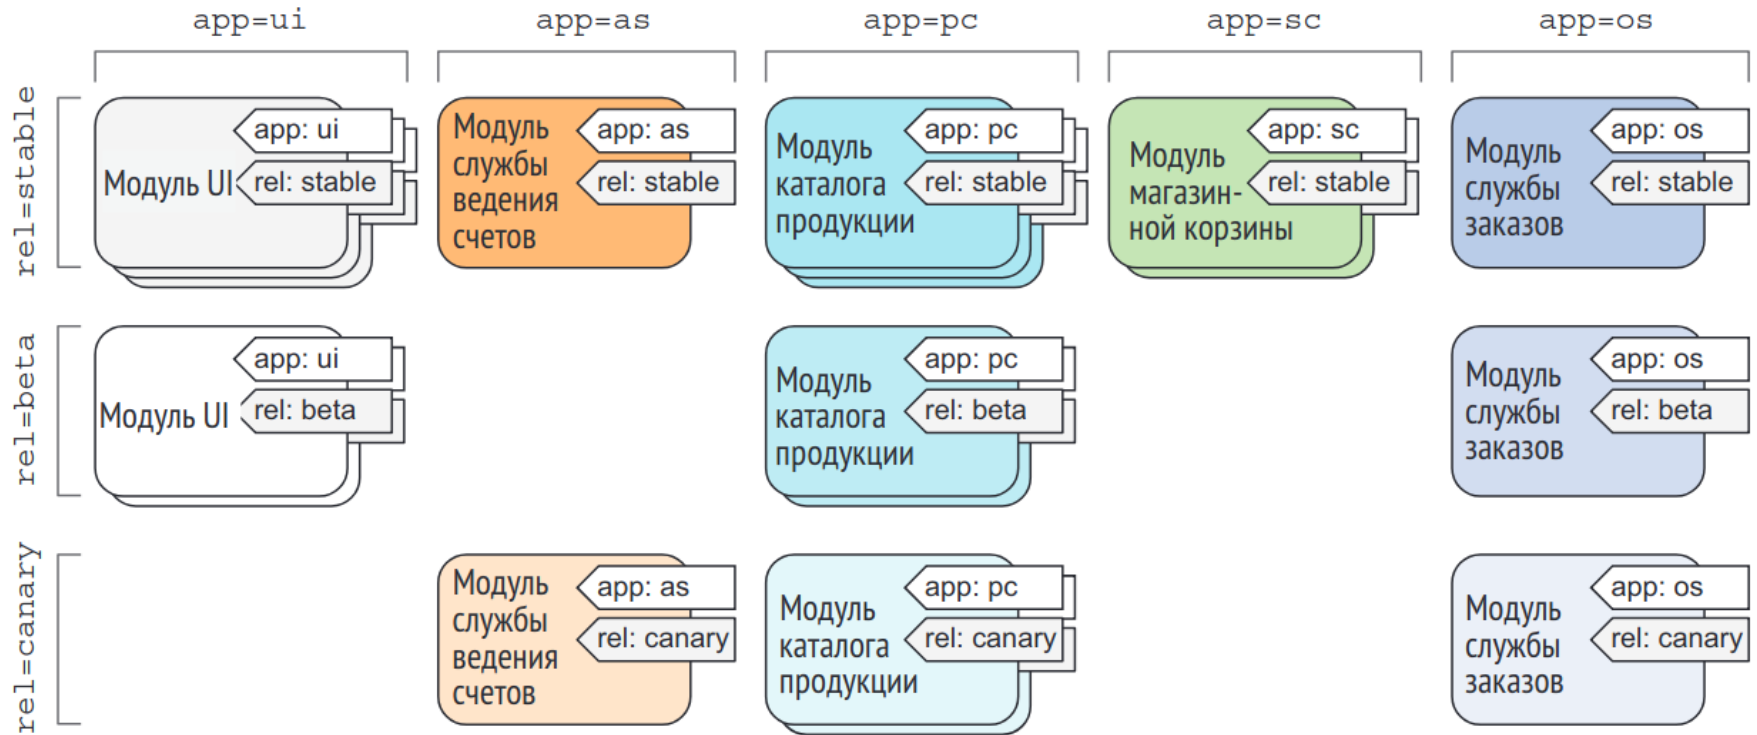 app=ui
app=as
app=pc
app=sc
app=os
rel=stable
Модуль UI
app: ui
rel: stable
Модуль
службы
ведения
счетов
app: as
rel: stable
Модуль
каталога
продукции
app: pc
rel: stable
Модуль
магазин-
ной корзины
app: sc
rel: stable
Модуль
службы
заказов
app: os
rel: stable
rel=beta
Модуль UI
app: ui
rel: beta
Модуль
каталога
продукции
app: pc
rel: beta
Модуль
службы
заказов
app: os
rel: beta
rel=canary
Модуль
службы
ведения
счетов
app: as
rel: canary
Модуль
каталога
продукции
app: pc
rel: canary
Модуль
службы
заказов
app: os
rel: canary